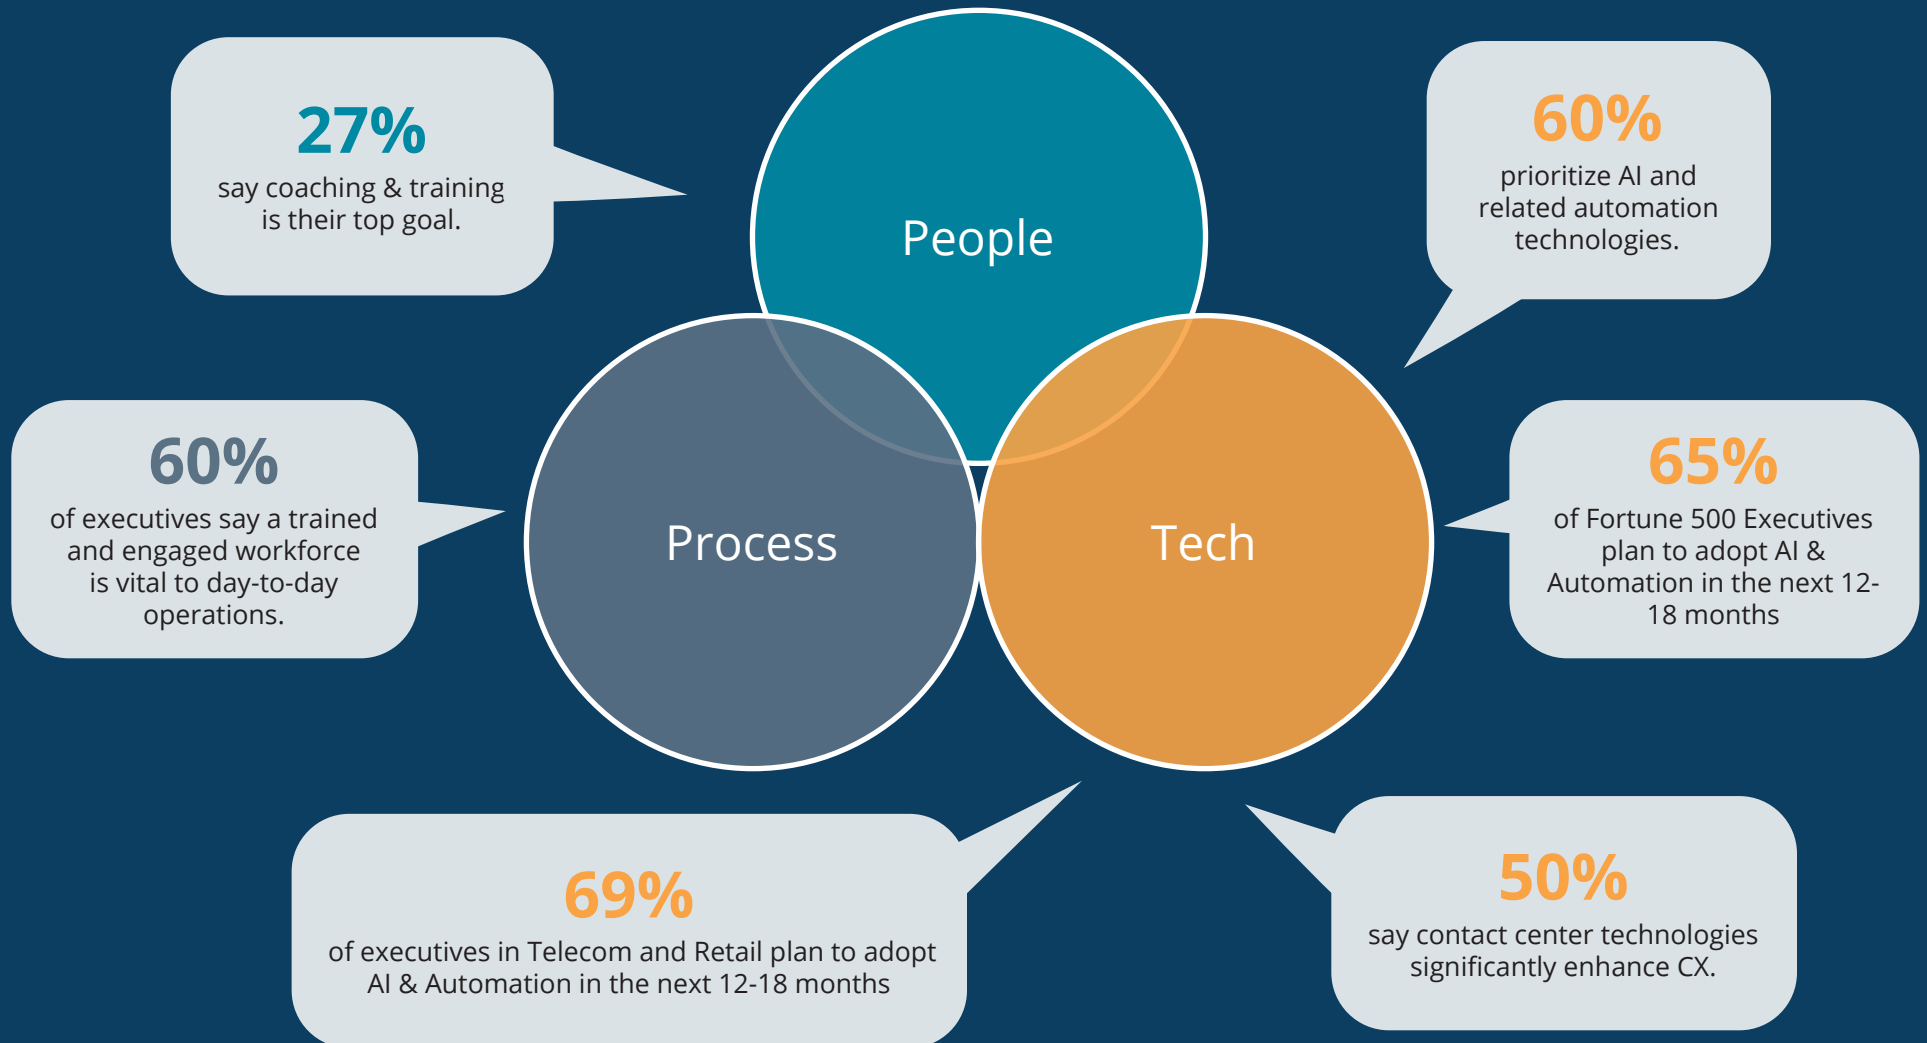 27%
say coaching & training
is their top goal.
People
60%
prioritize AI and
related automation
technologies.
60%
of executives say a trained
and engaged workforce
is vital to day-to-day
operations.
Process
Tech
65%
of Fortune 500 Executives
plan to adopt AI &
Automation in the next 12-
18 months
69%
of executives in Telecom and Retail plan to adopt
AI & Automation in the next 12-18 months
50%
say contact center technologies
significantly enhance CX.